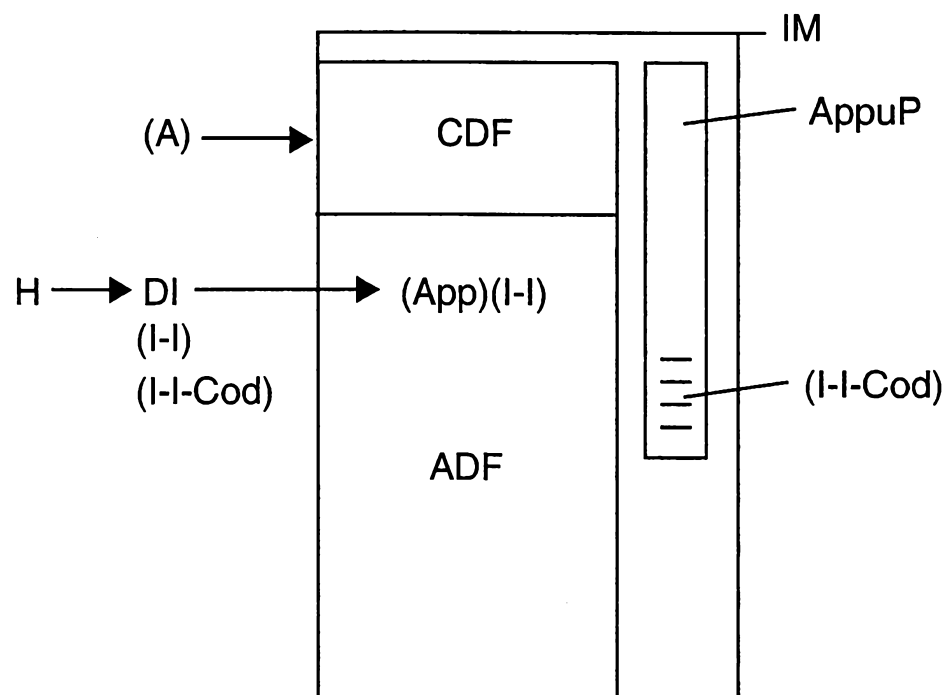 IM
AppuP
(A)
CDF
H
DI
(App)(I-I)
(I-I)
(I-I-Cod)
(I-I-Cod)
ADF